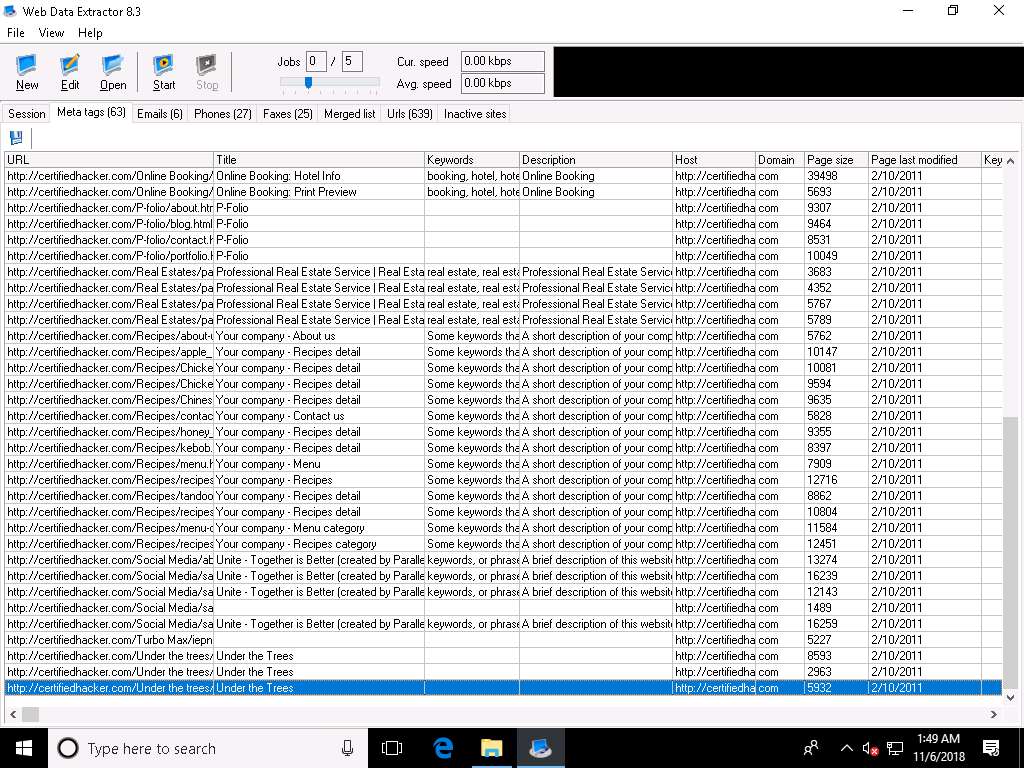 Web Data Extractor 8.3
File View Help
New Edit Open Start Stop Jobs 0 / 5 Cur. speed 0.00 kbps Avg. speed 0.00 kbps
Session Meta tags (63) Emails (6) Phones (27) Faxes (25) Merged list Urls (639) Inactive sites
URL Title Keywords Description Host Domain Page size Page last modified Key
http://certifiedhacker.com/Online Booking/ Online Booking: Hotel Info booking, hotel, hote Online Booking http://certifiedha com 39498 2/10/2011
http://certifiedhacker.com/Online Booking/ Online Booking: Print Preview booking, hotel, hote Online Booking http://certifiedha com 5693 2/10/2011
http://certifiedhacker.com/P-folio/about.htm P-Folio http://certifiedha com 9307 2/10/2011
http://certifiedhacker.com/P-folio/blog.html P-Folio http://certifiedha com 9464 2/10/2011
http://certifiedhacker.com/P-folio/contact.h P-Folio http://certifiedha com 8531 2/10/2011
http://certifiedhacker.com/P-folio/portfolio.h P-Folio http://certifiedha com 10049 2/10/2011
http://certifiedhacker.com/Real Estates/pa Professional Real Estate Service | Real Esta real estate, real esta Professional Real Estate Service http://certifiedha com 3683 2/10/2011
http://certifiedhacker.com/Real Estates/pa Professional Real Estate Service | Real Esta real estate, real esta Professional Real Estate Service http://certifiedha com 4352 2/10/2011
http://certifiedhacker.com/Real Estates/pa Professional Real Estate Service | Real Esta real estate, real esta Professional Real Estate Service http://certifiedha com 5767 2/10/2011
http://certifiedhacker.com/Real Estates/pa Professional Real Estate Service | Real Esta real estate, real esta Professional Real Estate Service http://certifiedha com 5789 2/10/2011
http://certifiedhacker.com/Recipes/about-u Your company - About us Some keywords tha A short description of your comp http://certifiedha com 5762 2/10/2011
http://certifiedhacker.com/Recipes/apple_ Your company - Recipes detail Some keywords tha A short description of your comp http://certifiedha com 10147 2/10/2011
http://certifiedhacker.com/Recipes/Chicke Your company - Recipes detail Some keywords tha A short description of your comp http://certifiedha com 10081 2/10/2011
http://certifiedhacker.com/Recipes/Chicke Your company - Recipes detail Some keywords tha A short description of your comp http://certifiedha com 9594 2/10/2011
http://certifiedhacker.com/Recipes/Chines Your company - Recipes detail Some keywords tha A short description of your comp http://certifiedha com 9635 2/10/2011
http://certifiedhacker.com/Recipes/contac Your company - Contact us Some keywords tha A short description of your comp http://certifiedha com 5828 2/10/2011
http://certifiedhacker.com/Recipes/honey_ Your company - Recipes detail Some keywords tha A short description of your comp http://certifiedha com 9355 2/10/2011
http://certifiedhacker.com/Recipes/kebob. Your company - Recipes detail Some keywords tha A short description of your comp http://certifiedha com 8397 2/10/2011
http://certifiedhacker.com/Recipes/menu.h Your company - Menu Some keywords tha A short description of your comp http://certifiedha com 7909 2/10/2011
http://certifiedhacker.com/Recipes/recipes Your company - Recipes Some keywords tha A short description of your comp http://certifiedha com 12716 2/10/2011
http://certifiedhacker.com/Recipes/tandoo Your company - Recipes detail Some keywords tha A short description of your comp http://certifiedha com 8862 2/10/2011
http://certifiedhacker.com/Recipes/recipes Your company - Recipes detail Some keywords tha A short description of your comp http://certifiedha com 10804 2/10/2011
http://certifiedhacker.com/Recipes/menu-c Your company - Menu category Some keywords tha A short description of your comp http://certifiedha com 11584 2/10/2011
http://certifiedhacker.com/Recipes/recipes Your company - Recipes category Some keywords tha A short description of your comp http://certifiedha com 12451 2/10/2011
http://certifiedhacker.com/Social Media/ab Unite - Together is Better (created by Paralle keywords, or phrase A brief description of this website http://certifiedha com 13274 2/10/2011
http://certifiedhacker.com/Social Media/sa Unite - Together is Better (created by Paralle keywords, or phrase A brief description of this website http://certifiedha com 16239 2/10/2011
http://certifiedhacker.com/Social Media/sa Unite - Together is Better (created by Paralle keywords, or phrase A brief description of this website http://certifiedha com 12143 2/10/2011
http://certifiedhacker.com/Social Media/sa http://certifiedha com 1489 2/10/2011
http://certifiedhacker.com/Social Media/sa Unite - Together is Better (created by Paralle keywords, or phrase A brief description of this website http://certifiedha com 16259 2/10/2011
http://certifiedhacker.com/Turbo Max/iepn http://certifiedha com 5227 2/10/2011
http://certifiedhacker.com/Under the trees/ Under the Trees http://certifiedha com 8593 2/10/2011
http://certifiedhacker.com/Under the trees/ Under the Trees http://certifiedha com 2963 2/10/2011
http://certifiedhacker.com/Under the trees/ Under the Trees http://certifiedha com 5932 2/10/2011
Type here to search
1:49 AM
11/6/2018